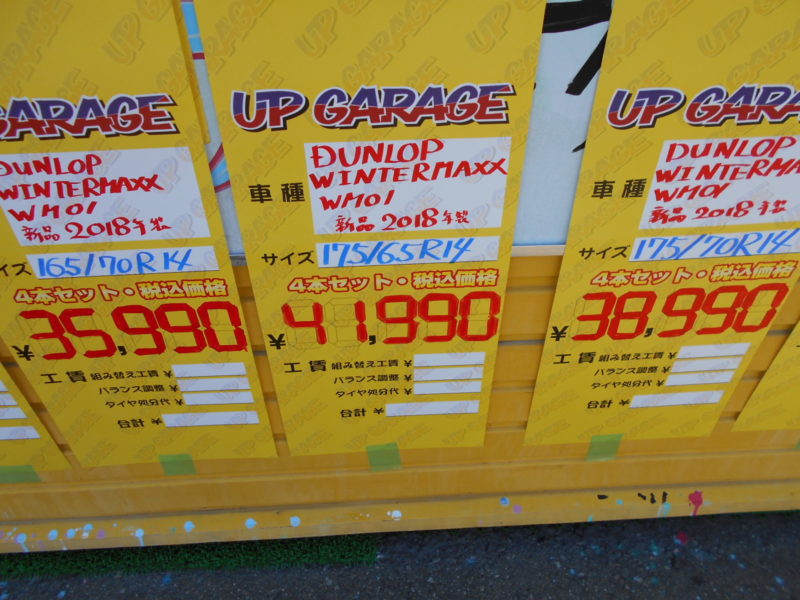 GARAGE
DUNLOP
WINTERMAXX
WM01
新品 2018年製
イズ 165/70R14
4本セット・税込価格
¥35,990
工賃 組み替え工賃 ¥
バランス調整 ¥
タイヤ処分代 ¥
合計 ¥
UP GARAGE
車種
DUNLOP
WINTERMAXX
WM01
新品 2018年製
サイズ 175/65R14
4本セット・税込価格
¥41,990
工賃 組み替え工賃 ¥
バランス調整 ¥
タイヤ処分代 ¥
合計 ¥
UP GARA
車種
DUNLOP
WINTERMA
WM01
新品 2018年製
サイズ 175/70R14
4本セット・税込価格
¥38,990
工賃 組み替え工賃 ¥
バランス調整 ¥
タイヤ処分代 ¥
合計 ¥